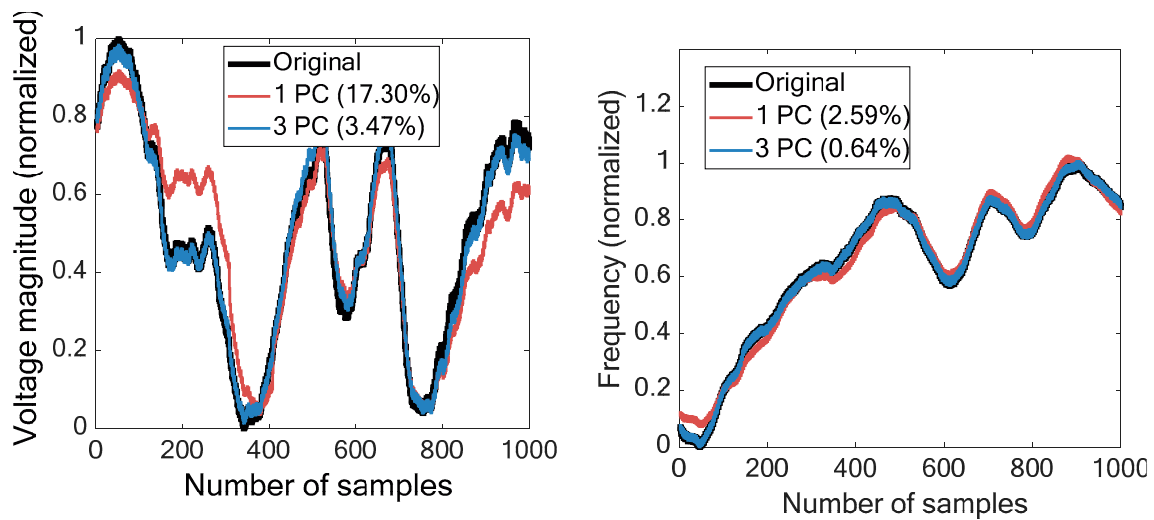 Voltage magnitude (normalized)
1
0.8
0.6
0.4
0.2
0
Original
1 PC (17.30%)
3 PC (3.47%)
0
200
400
600
800
1000
Number of samples
Frequency (normalized)
1.2
1
0.8
0.6
0.4
0.2
0
Original
1 PC (2.59%)
3 PC (0.64%)
0
200
400
600
800
1000
Number of samples